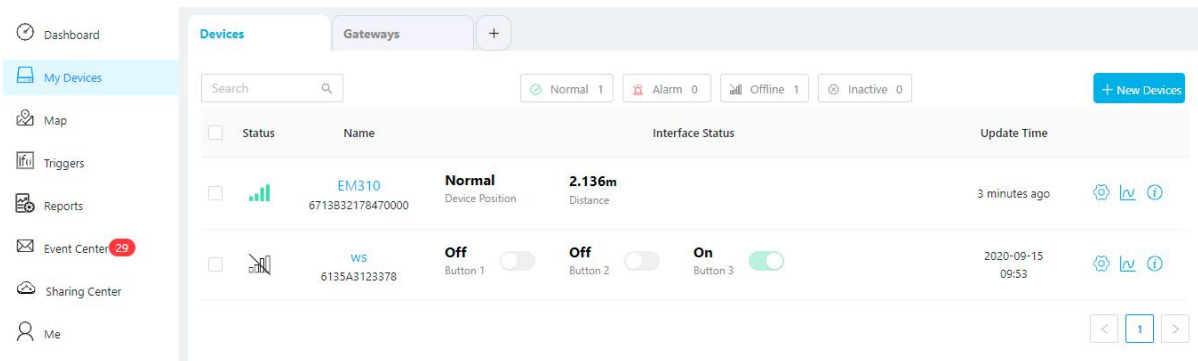 Dashboard
My Devices
Map
Triggers
Reports
Event Center 29
Sharing Center
Me
Devices Gateways +
Search Normal 1 Alarm 0 Offline 1 Inactive 0 + New Devices
Status Name Interface Status Update Time
EM310 Normal 2.136m
6713B32178470000 Device Position Distance 3 minutes ago
ws Off Off On 2020-09-15
6135A3123378 Button 1 Button 2 Button 3 09:53
< 1 >